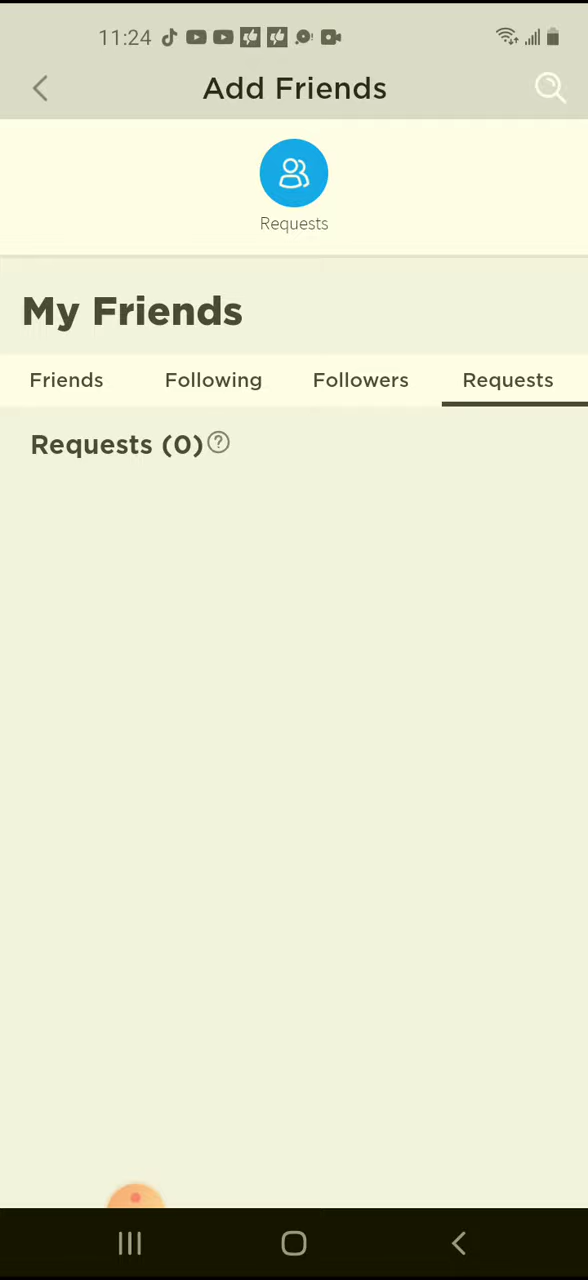 11:24
Add Friends
Requests
My Friends
Friends Following Followers Requests
Requests (0)